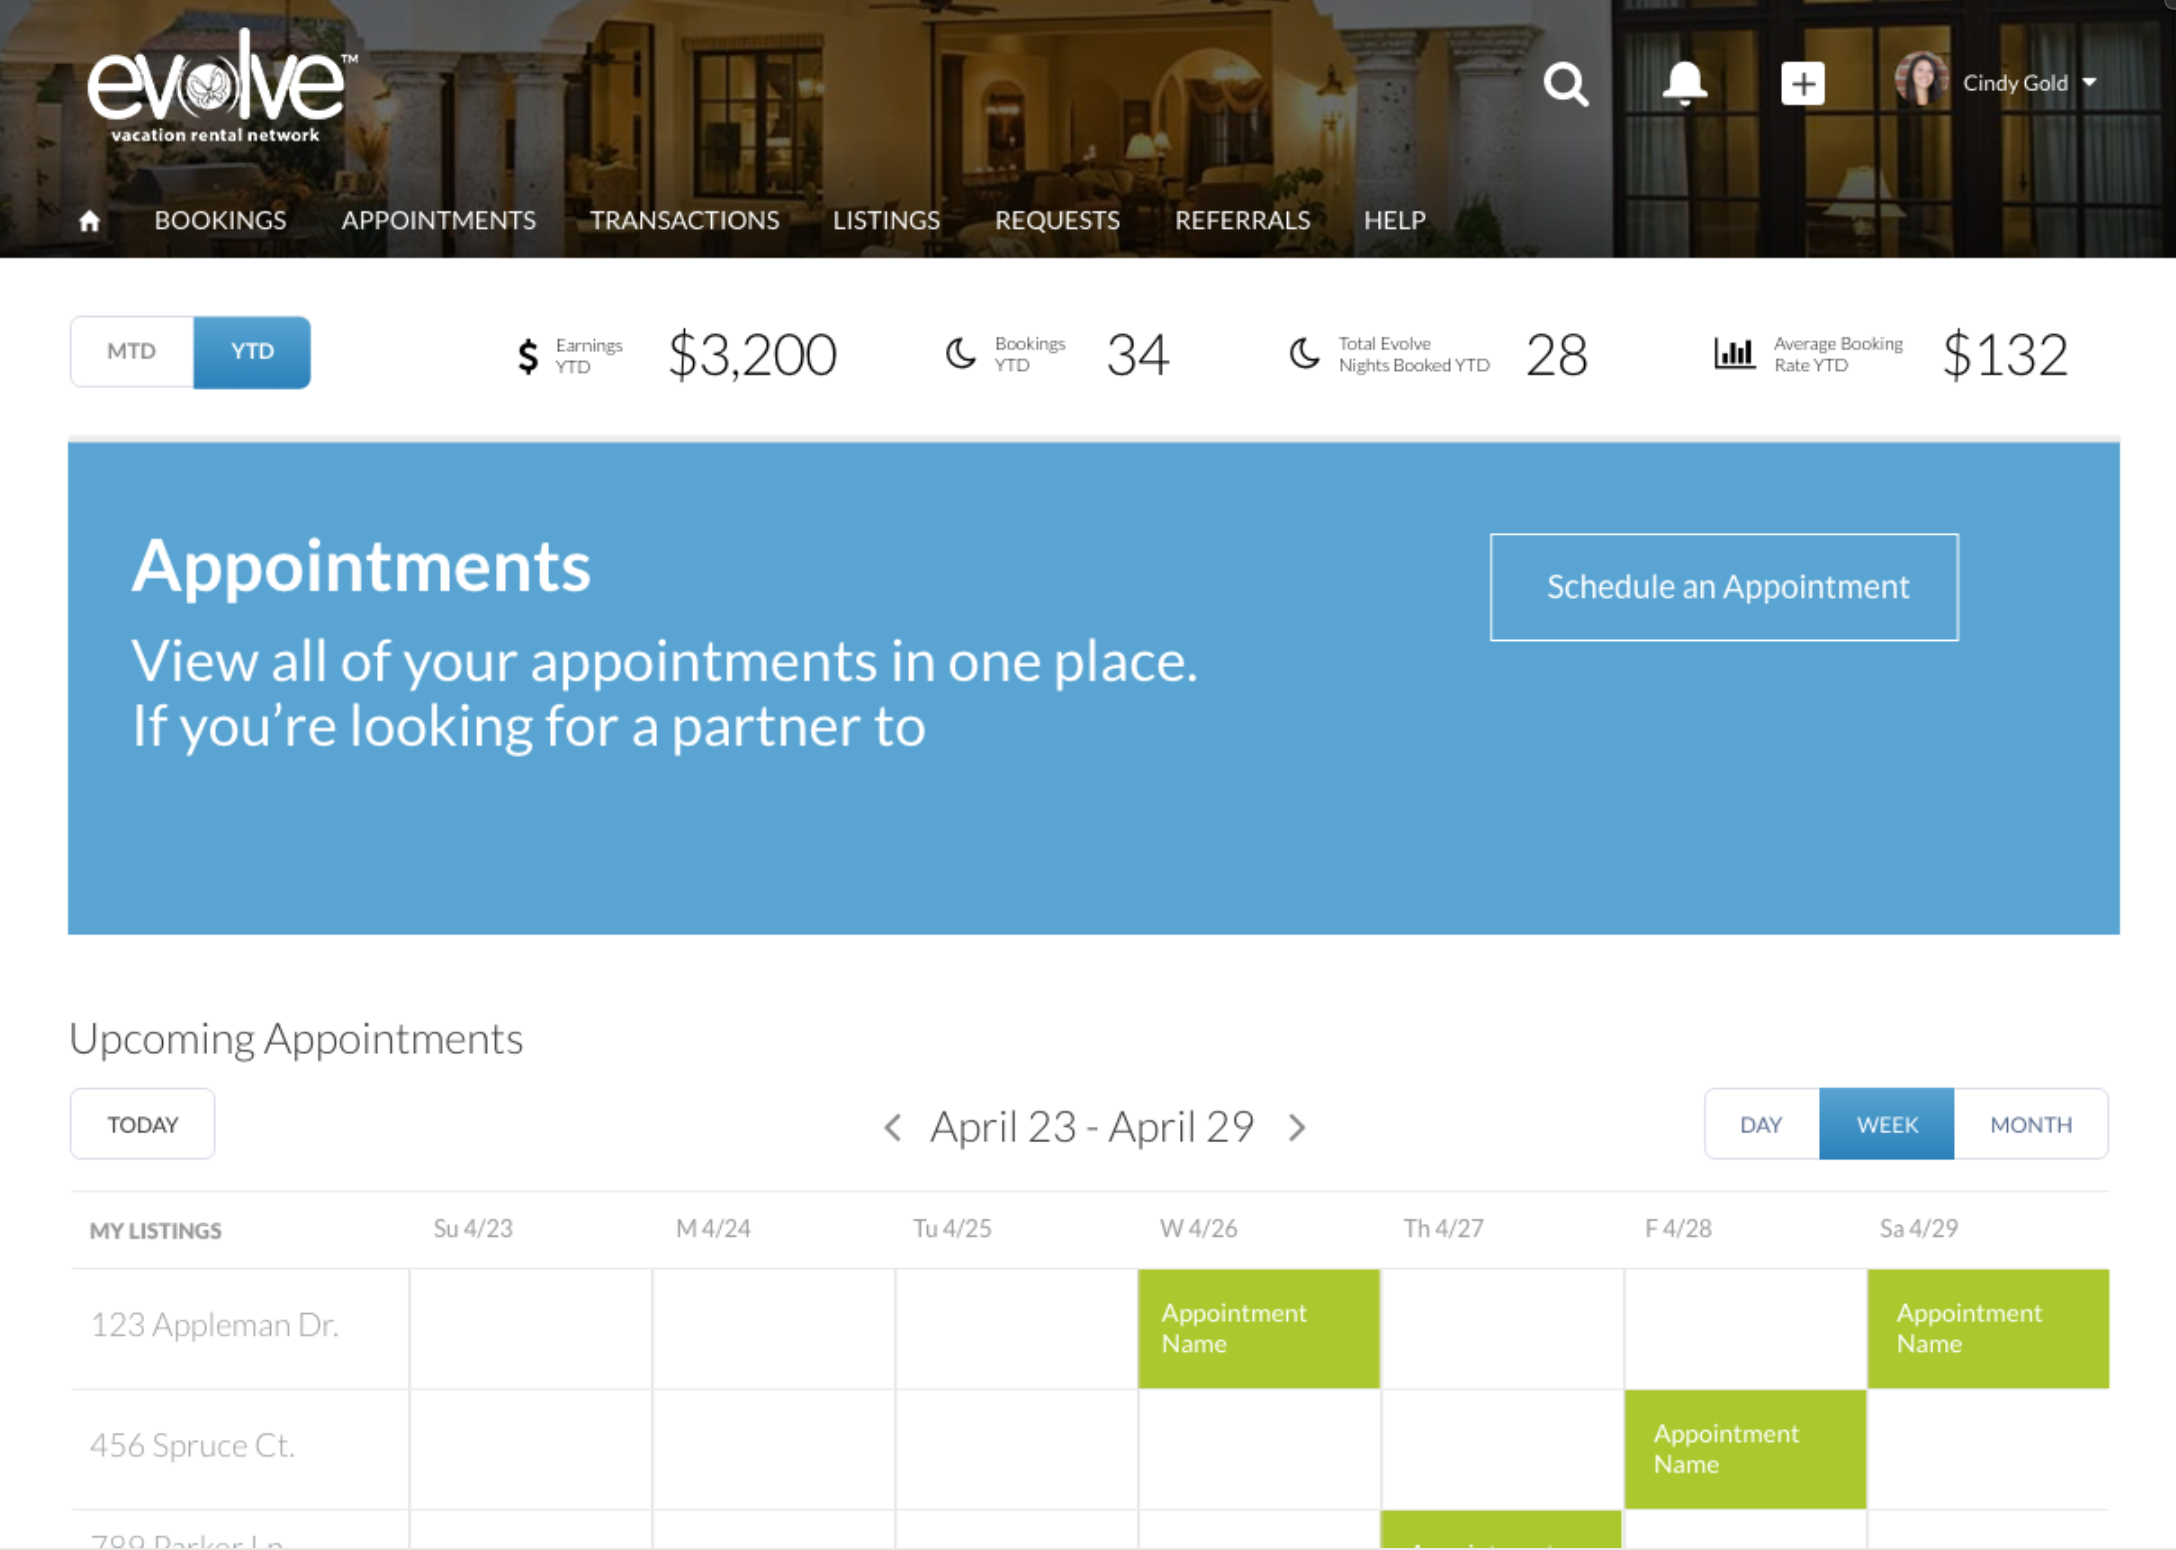 evolve™
vacation rental network
Cindy Gold
BOOKINGS APPOINTMENTS TRANSACTIONS LISTINGS REQUESTS REFERRALS HELP
MTD YTD
Earnings
YTD
$3,200
Bookings
YTD
34
Total Evolve
Nights Booked YTD
28
Average Booking
Rate YTD
$132
Appointments
Schedule an Appointment
View all of your appointments in one place.
If you’re looking for a partner to
Upcoming Appointments
TODAY
April 23 - April 29
DAY WEEK MONTH
MY LISTINGS Su 4/23 M 4/24 Tu 4/25 W 4/26 Th 4/27 F 4/28 Sa 4/29
123 Appleman Dr.
Appointment
Name
Appointment
Name
456 Spruce Ct.
Appointment
Name
789 Parker Ln
Appointment